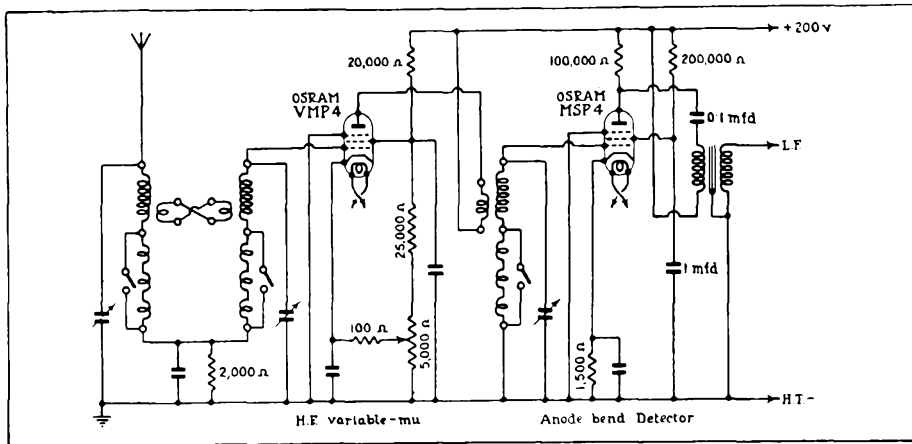 +200v
20,000 Ω
100,000 Ω
200,000 Ω
OSRAM
VMP4
OSRAM
MSP4
0·1 mfd
L.F.
25,000 Ω
1 mfd
100 Ω
5,000 Ω
2,000 Ω
1,500 Ω
H.T.-
H.F. variable-mu
Anode bend Detector